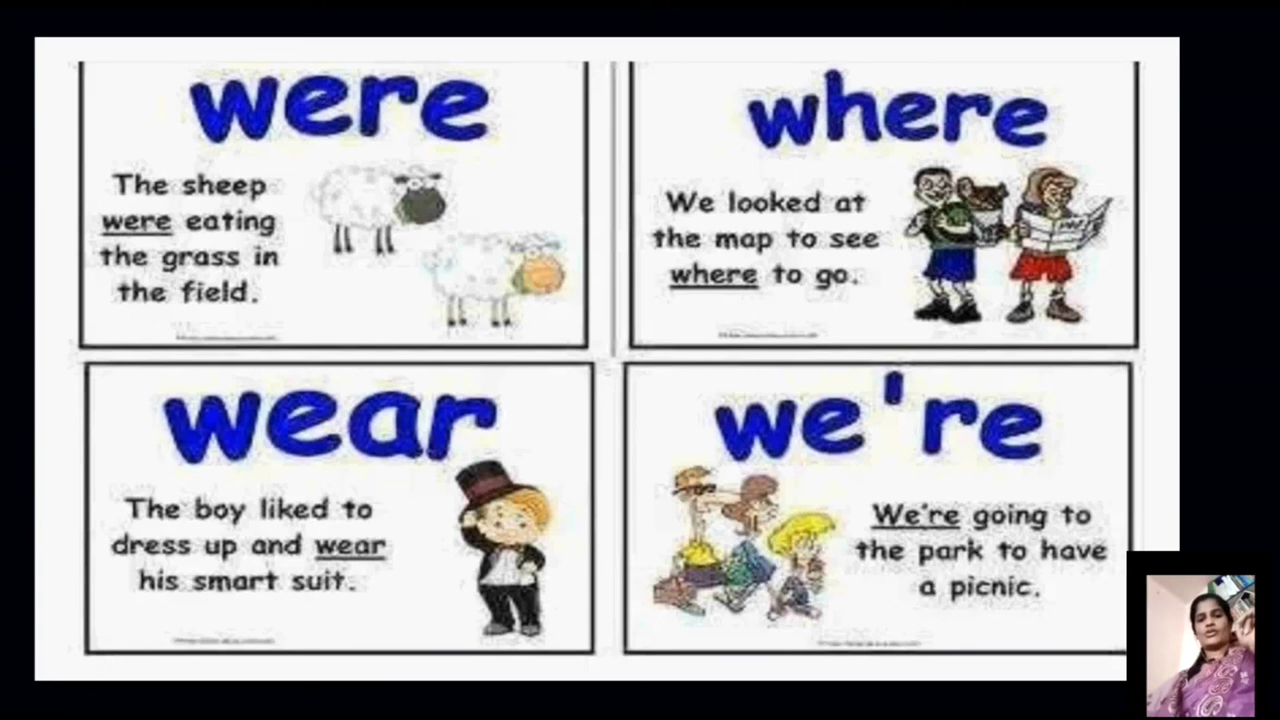 were
The sheep
were eating
the grass in
the field.
where
We looked at
the map to see
where to go.
wear
The boy liked to
dress up and wear
his smart suit.
we're
We're going to
the park to have
a picnic.